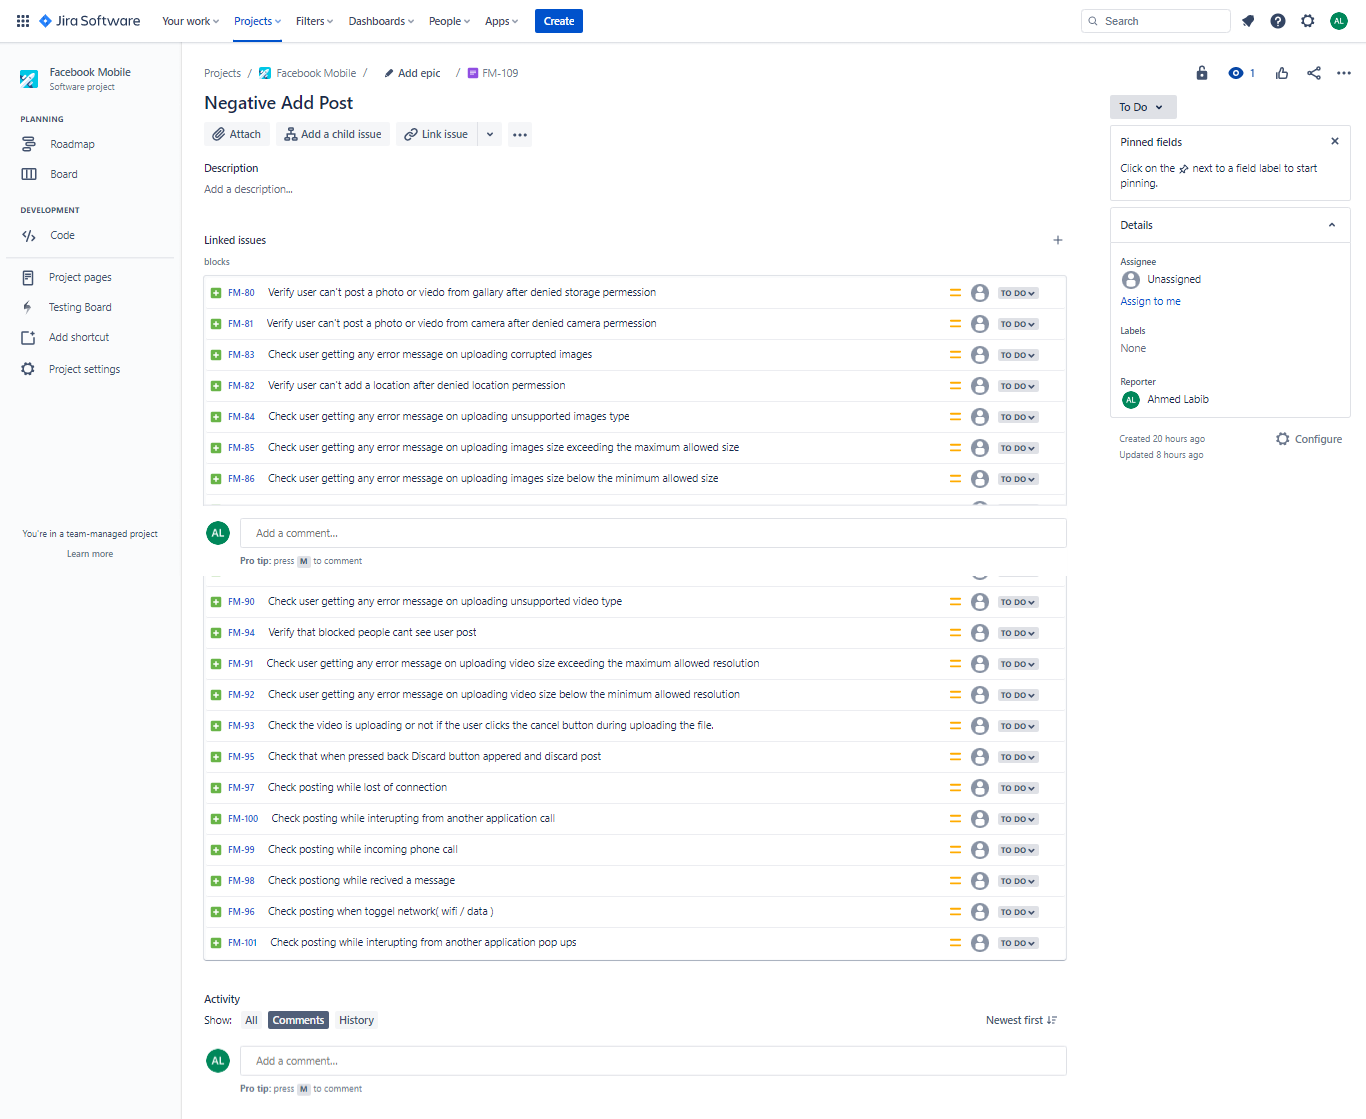 Jira Software Your work Projects Filters Dashboards People Apps Create Search AL
Facebook Mobile
Software project
PLANNING
Roadmap
Board
DEVELOPMENT
Code
Project pages
Testing Board
Add shortcut
Project settings
You're in a team-managed project
Learn more
Projects / Facebook Mobile / Add epic / FM-109
1
Negative Add Post
Attach Add a child issue Link issue
Description
Add a description...
Linked issues
blocks
FM-80 Verify user can't post a photo or viedo from gallary after denied storage permession TO DO
FM-81 Verify user can't post a photo or viedo from camera after denied camera permession TO DO
FM-83 Check user getting any error message on uploading corrupted images TO DO
FM-82 Verify user can't add a location after denied location permession TO DO
FM-84 Check user getting any error message on uploading unsupported images type TO DO
FM-85 Check user getting any error message on uploading images size exceeding the maximum allowed size TO DO
FM-86 Check user getting any error message on uploading images size below the minimum allowed size TO DO
AL Add a comment...
Pro tip: press M to comment
FM-90 Check user getting any error message on uploading unsupported video type TO DO
FM-94 Verify that blocked people cant see user post TO DO
FM-91 Check user getting any error message on uploading video size exceeding the maximum allowed resolution TO DO
FM-92 Check user getting any error message on uploading video size below the minimum allowed resolution TO DO
FM-93 Check the video is uploading or not if the user clicks the cancel button during uploading the file. TO DO
FM-95 Check that when pressed back Discard button appered and discard post TO DO
FM-97 Check posting while lost of connection TO DO
FM-100 Check posting while interupting from another application call TO DO
FM-99 Check posting while incoming phone call TO DO
FM-98 Check postiong while recived a message TO DO
FM-96 Check posting when toggel network( wifi / data ) TO DO
FM-101 Check posting while interupting from another application pop ups TO DO
Activity
Show: All Comments History Newest first
AL Add a comment...
Pro tip: press M to comment
To Do
Pinned fields
Click on the next to a field label to start
pinning.
Details
Assignee
Unassigned
Assign to me
Labels
None
Reporter
AL Ahmed Labib
Created 20 hours ago Configure
Updated 8 hours ago